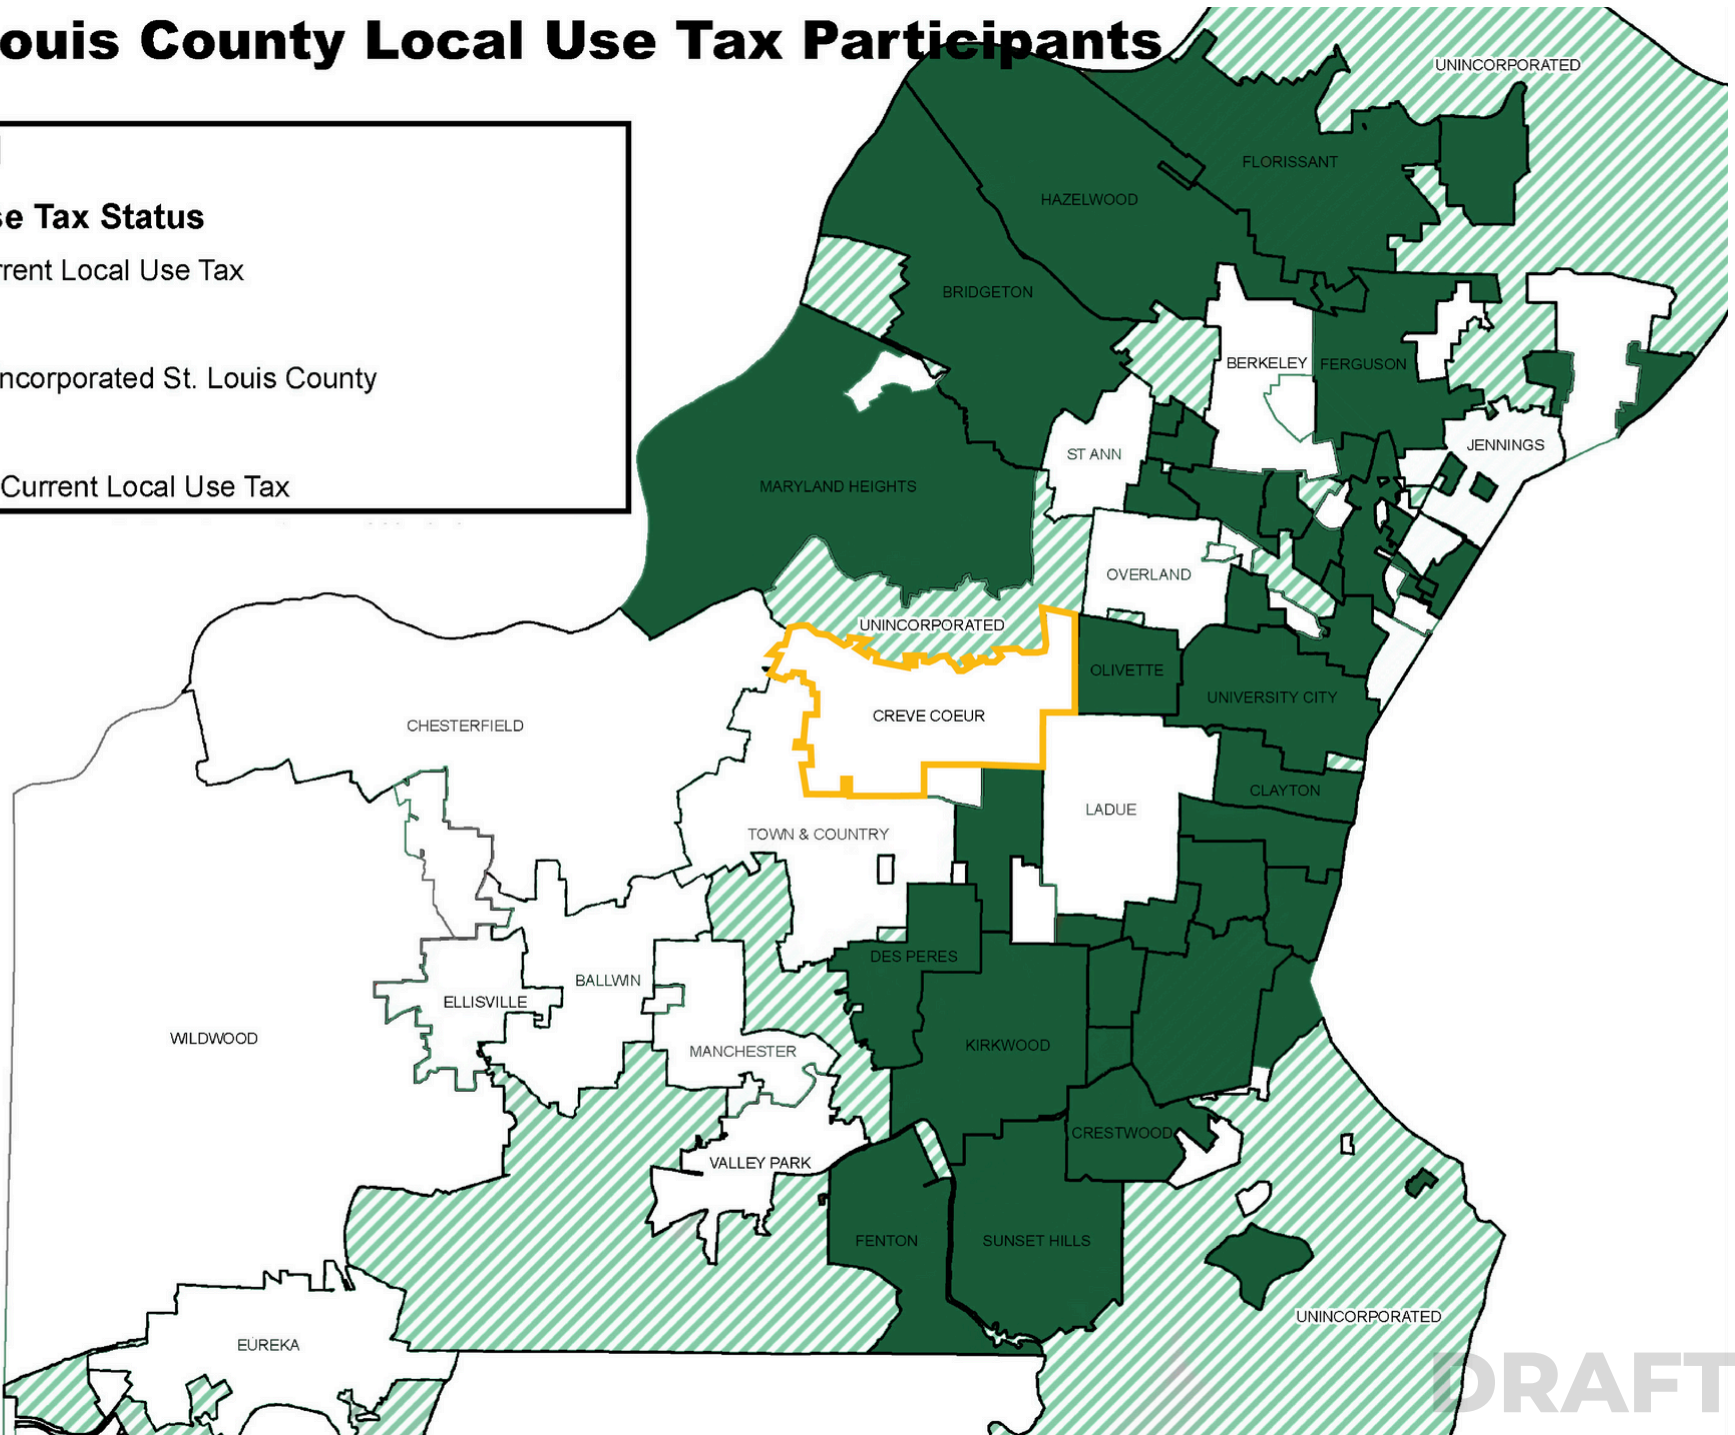 ouis County Local Use Tax Participants
UNINCORPORATED
FLORISSANT
HAZELWOOD
se Tax Status
rrent Local Use Tax
BRIDGETON
ncorporated St. Louis County
BERKELEY
FERGUSON
JENNINGS
ST ANN
MARYLAND HEIGHTS
Current Local Use Tax
OVERLAND
UNINCORPORATED
OLIVETTE
UNIVERSITY CITY
CREVE COEUR
CHESTERFIELD
CLAYTON
LADUE
TOWN & COUNTRY
DES PERES
BALLWIN
ELLISVILLE
WILDWOOD
KIRKWOOD
MANCHESTER
CRESTWOOD
VALLEY PARK
FENTON
SUNSET HILLS
UNINCORPORATED
EUREKA
DRAFT